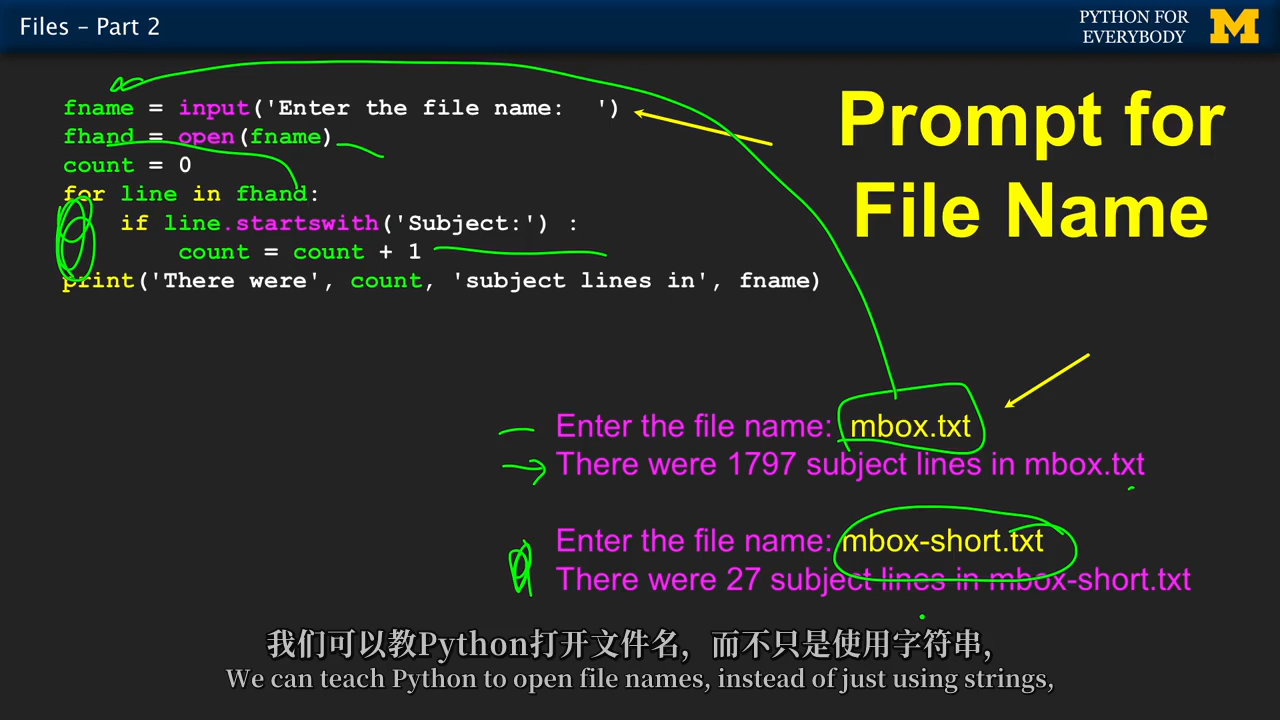 Files – Part 2
PYTHON FOR
EVERYBODY
M
fname = input('Enter the file name:  ')
fhand = open(fname)
count = 0
for line in fhand:
    if line.startswith('Subject:') :
        count = count + 1
print('There were', count, 'subject lines in', fname)
Prompt for
File Name
Enter the file name: mbox.txt
There were 1797 subject lines in mbox.txt
Enter the file name: mbox-short.txt
There were 27 subject lines in mbox-short.txt
我们可以教Python打开文件名，而不只是使用字符串，
We can teach Python to open file names, instead of just using strings,